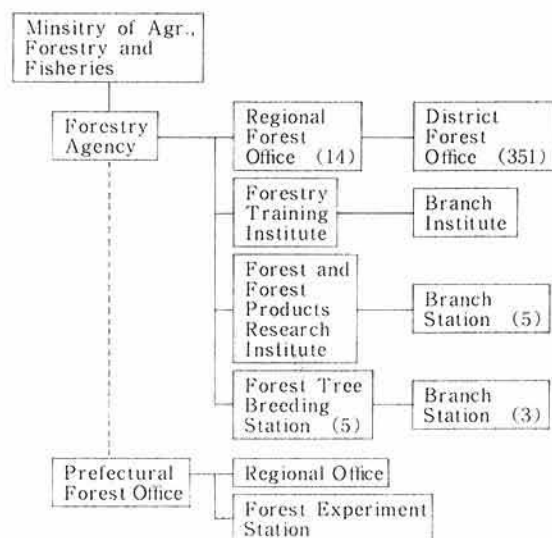 Minsitry of Agr.,
Forestry and
Fisheries
Forestry
Agency
Regional
Forest
Office (14)
District
Forest
Office (351)
Forestry
Training
Institute
Branch
Institute
Forest and
Forest
Products
Research
Institute
Branch
Station (5)
Forest Tree
Breeding
Station (5)
Branch
Station (3)
Prefectural
Forest Office
Regional Office
Forest Experiment
Station